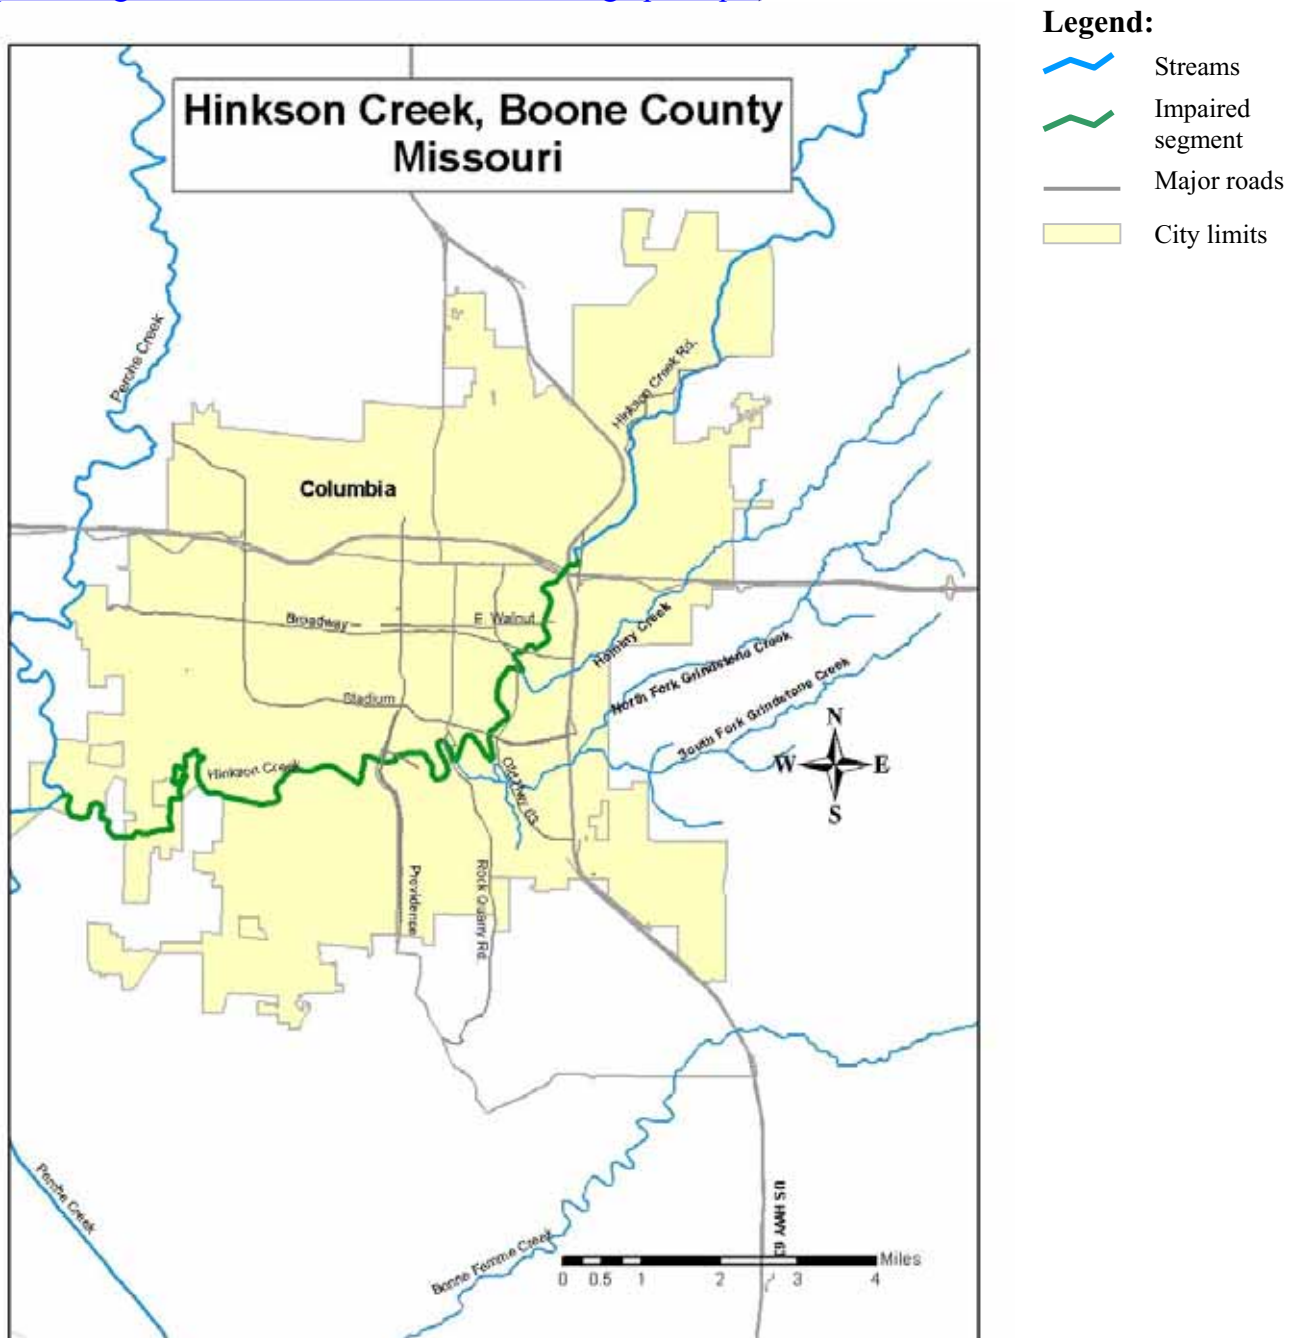 Legend:
Streams
Impaired
segment
Major roads
City limits
Hinkson Creek, Boone County
Missouri
Perche Creek
Hinkson Creek Rd.
Columbia
Broadway
E Walnut
Hominy Creek
North Fork Grindstone Creek
South Fork Grindstone Creek
Stadium
Hinkson Creek
N
W
E
S
Old Hwy 63
Providence
Rock Quarry Rd.
Perche Creek
Bonne Femme Creek
US HWY 63
Miles
0 0.5 1 2 3 4